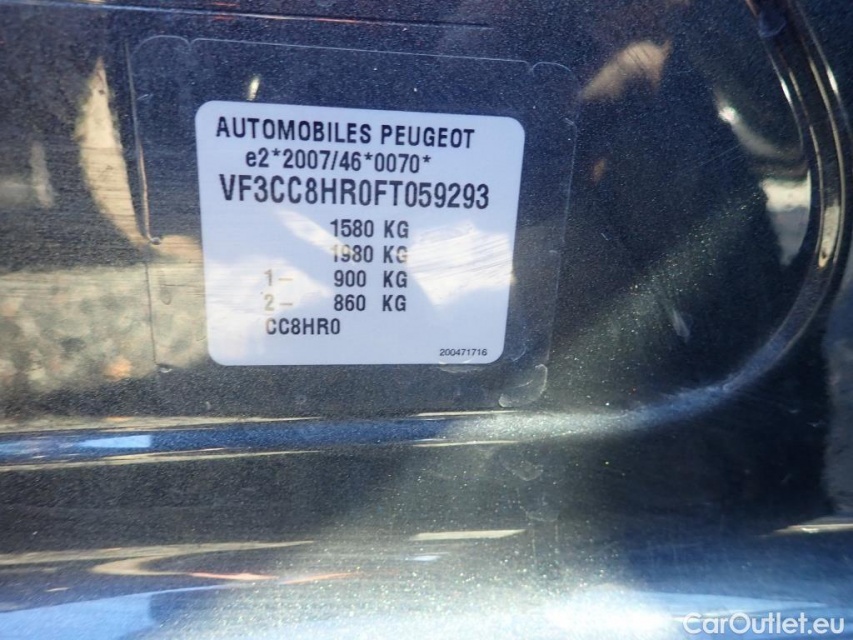 AUTOMOBILES PEUGEOT
e2*2007/46*0070*
VF3CC8HR0FT059293
1580 KG
1980 KG
1- 900 KG
2- 860 KG
CC8HR0
200471716
CarOutlet.eu